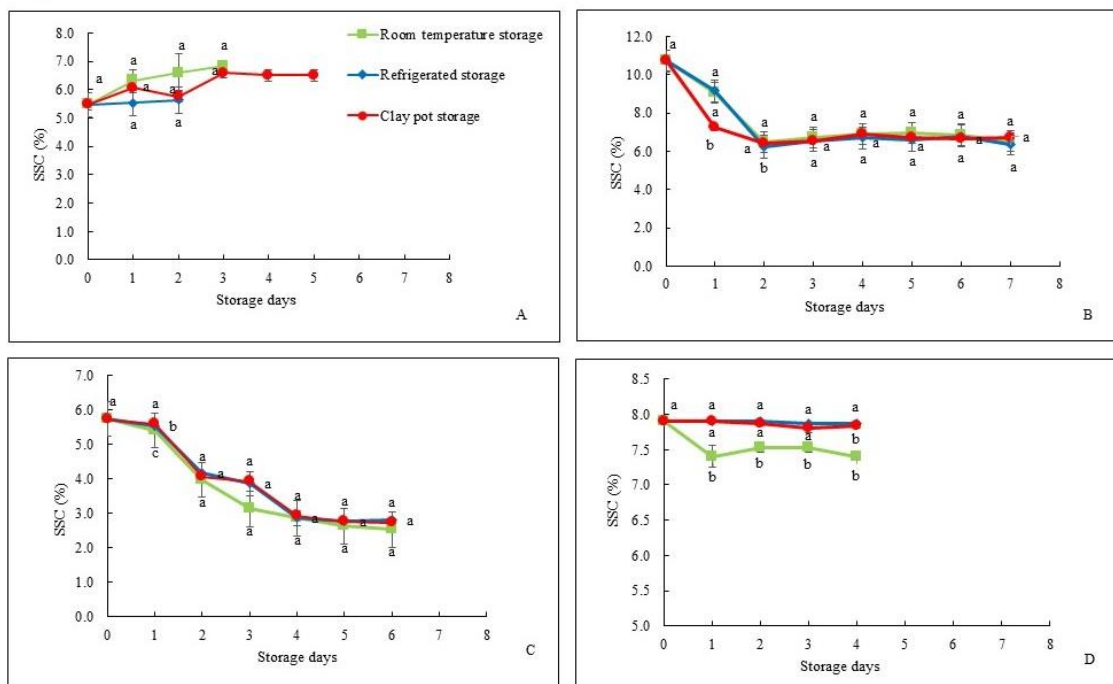 8.0
7.0
6.0
5.0
4.0
3.0
2.0
1.0
0.0
SSC (%)
a a a a
a a a
a a
Room temperature storage
Refrigerated storage
Clay pot storage
0 1 2 3 4 5 6 7 8
Storage days
A
12.0
10.0
8.0
6.0
4.0
2.0
0.0
SSC (%)
a a a a a a a a
a a a a a a a
b b a a a a a
0 1 2 3 4 5 6 7 8
Storage days
B
7.0
6.0
5.0
4.0
3.0
2.0
1.0
0.0
SSC (%)
a a a a a a a
b a a a a a
c a a a a a
0 1 2 3 4 5 6 7 8
Storage days
C
8.5
8.0
7.5
7.0
6.5
6.0
5.5
5.0
SSC (%)
a a a a a
a a a b
b b b b
0 1 2 3 4 5 6 7 8
Storage days
D